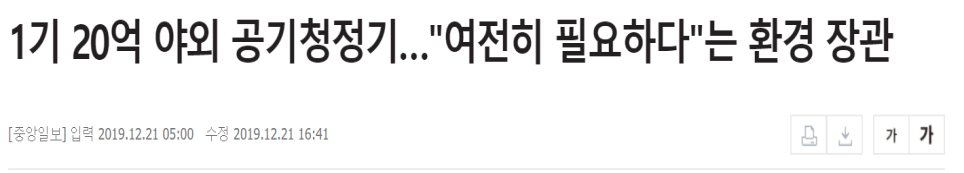 1기 20억 야외 공기청정기..."여전히 필요하다"는 환경 장관
[중앙일보] 입력 2019.12.21 05:00 수정 2019.12.21 16:41
가 가